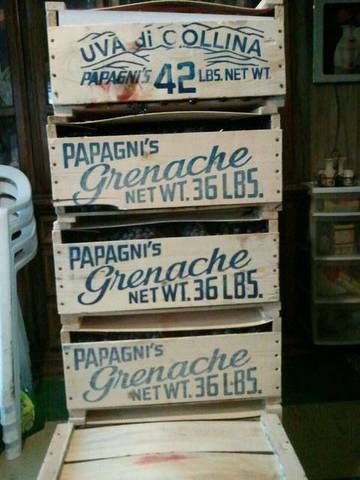 UVA di COLLINA
PAPAGNI'S 42 LBS. NET WT.
PAPAGNI'S
Grenache
NET WT. 36 LBS.
PAPAGNI'S
Grenache
NET WT. 36 LBS.
PAPAGNI'S
Grenache
NET WT. 36 LBS.